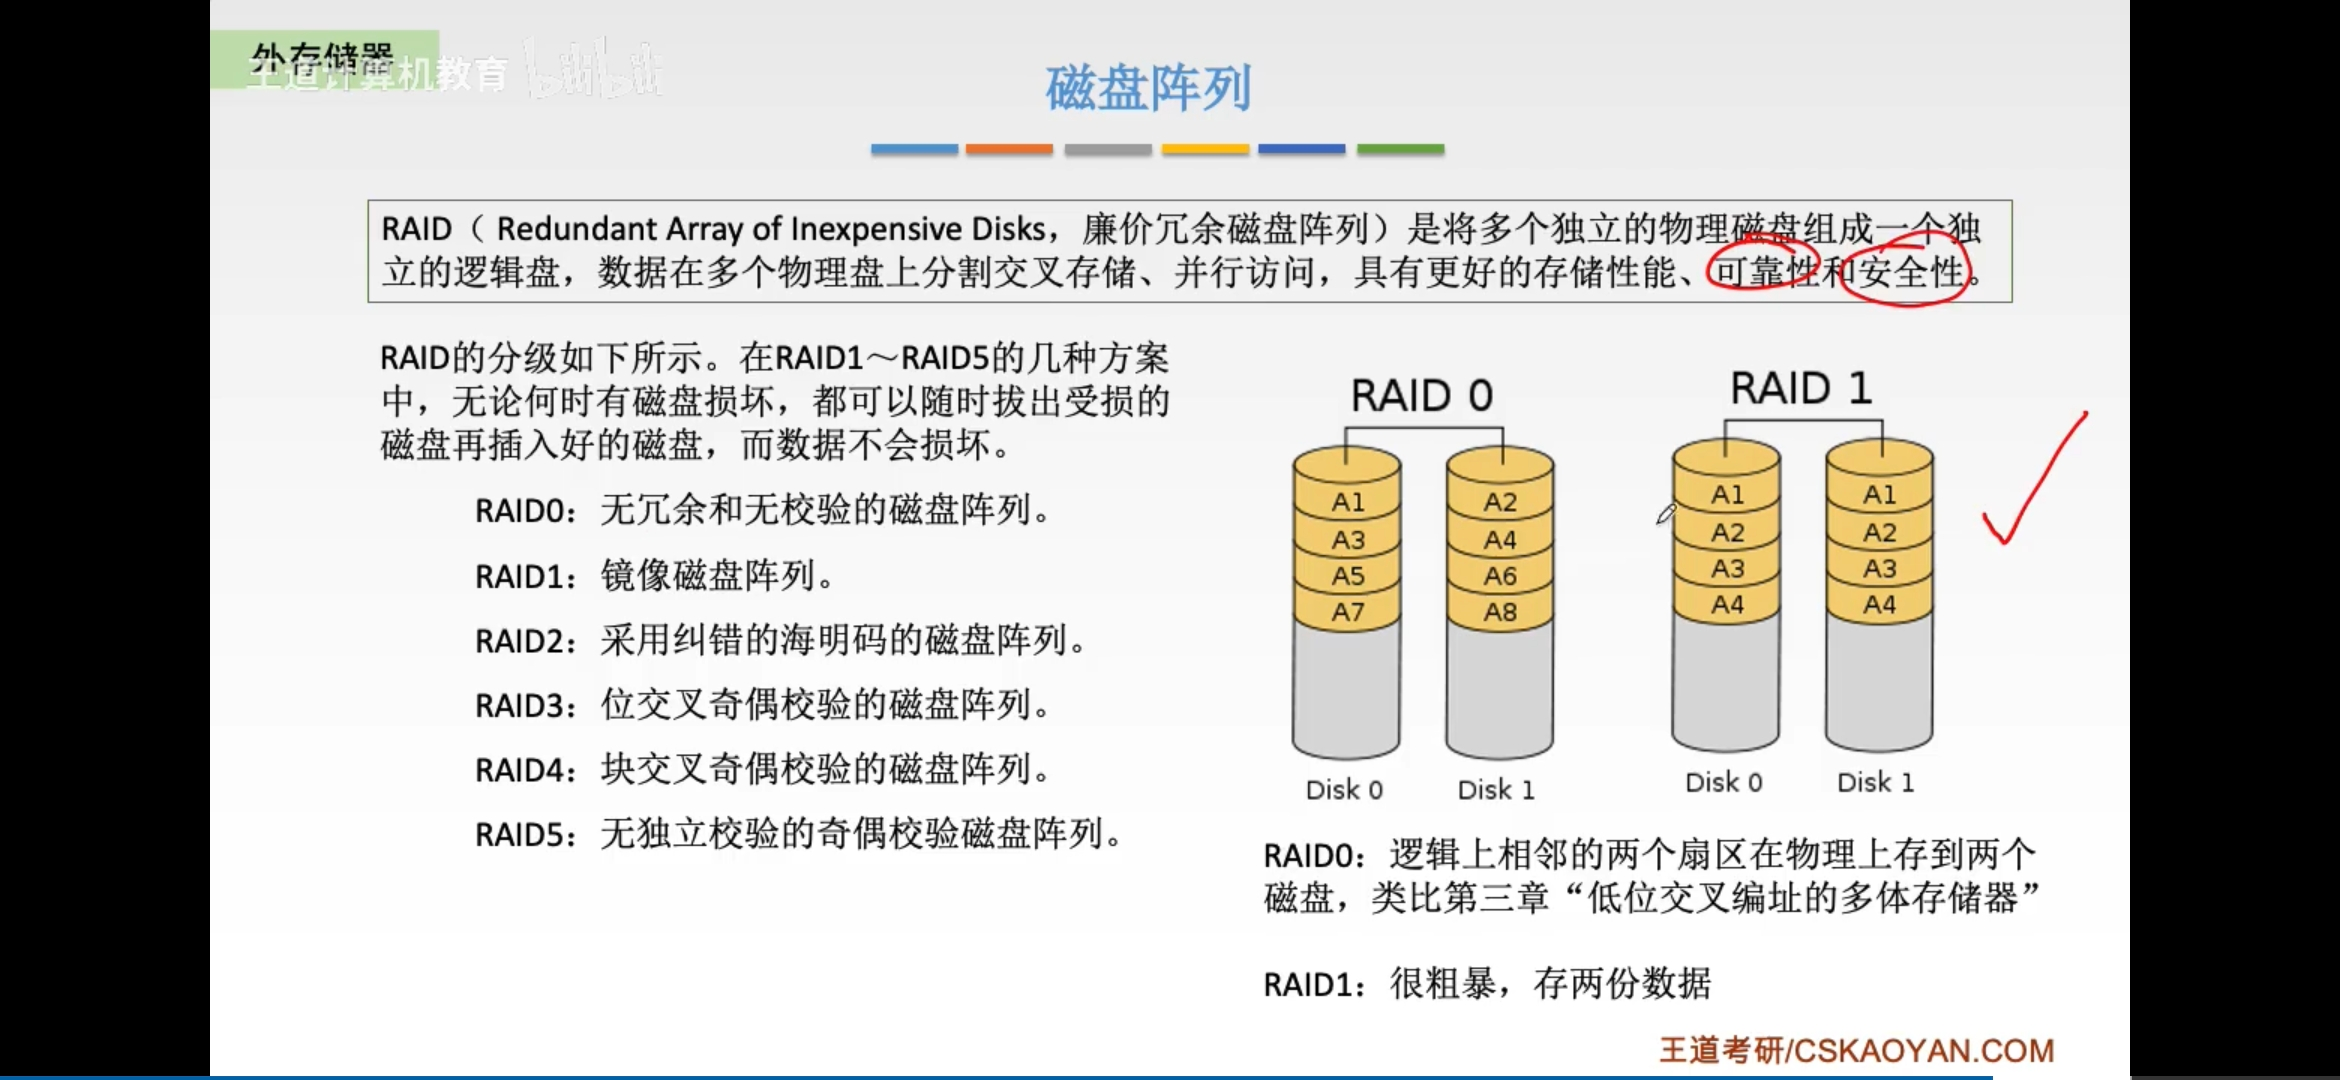 外存储器
王道计算机教育 bilibili
磁盘阵列
RAID（ Redundant Array of Inexpensive Disks，廉价冗余磁盘阵列）是将多个独立的物理磁盘组成一个独
立的逻辑盘，数据在多个物理盘上分割交叉存储、并行访问，具有更好的存储性能、可靠性和安全性。
RAID的分级如下所示。在RAID1～RAID5的几种方案
中，无论何时有磁盘损坏，都可以随时拔出受损的
磁盘再插入好的磁盘，而数据不会损坏。
RAID0：无冗余和无校验的磁盘阵列。
RAID1：镜像磁盘阵列。
RAID2：采用纠错的海明码的磁盘阵列。
RAID3：位交叉奇偶校验的磁盘阵列。
RAID4：块交叉奇偶校验的磁盘阵列。
RAID5：无独立校验的奇偶校验磁盘阵列。
RAID 0
A1 A2
A3 A4
A5 A6
A7 A8
Disk 0 Disk 1
RAID 1
A1 A1
A2 A2
A3 A3
A4 A4
Disk 0 Disk 1
RAID0：逻辑上相邻的两个扇区在物理上存到两个
磁盘，类比第三章“低位交叉编址的多体存储器”
RAID1：很粗暴，存两份数据
王道考研/CSKAOYAN.COM